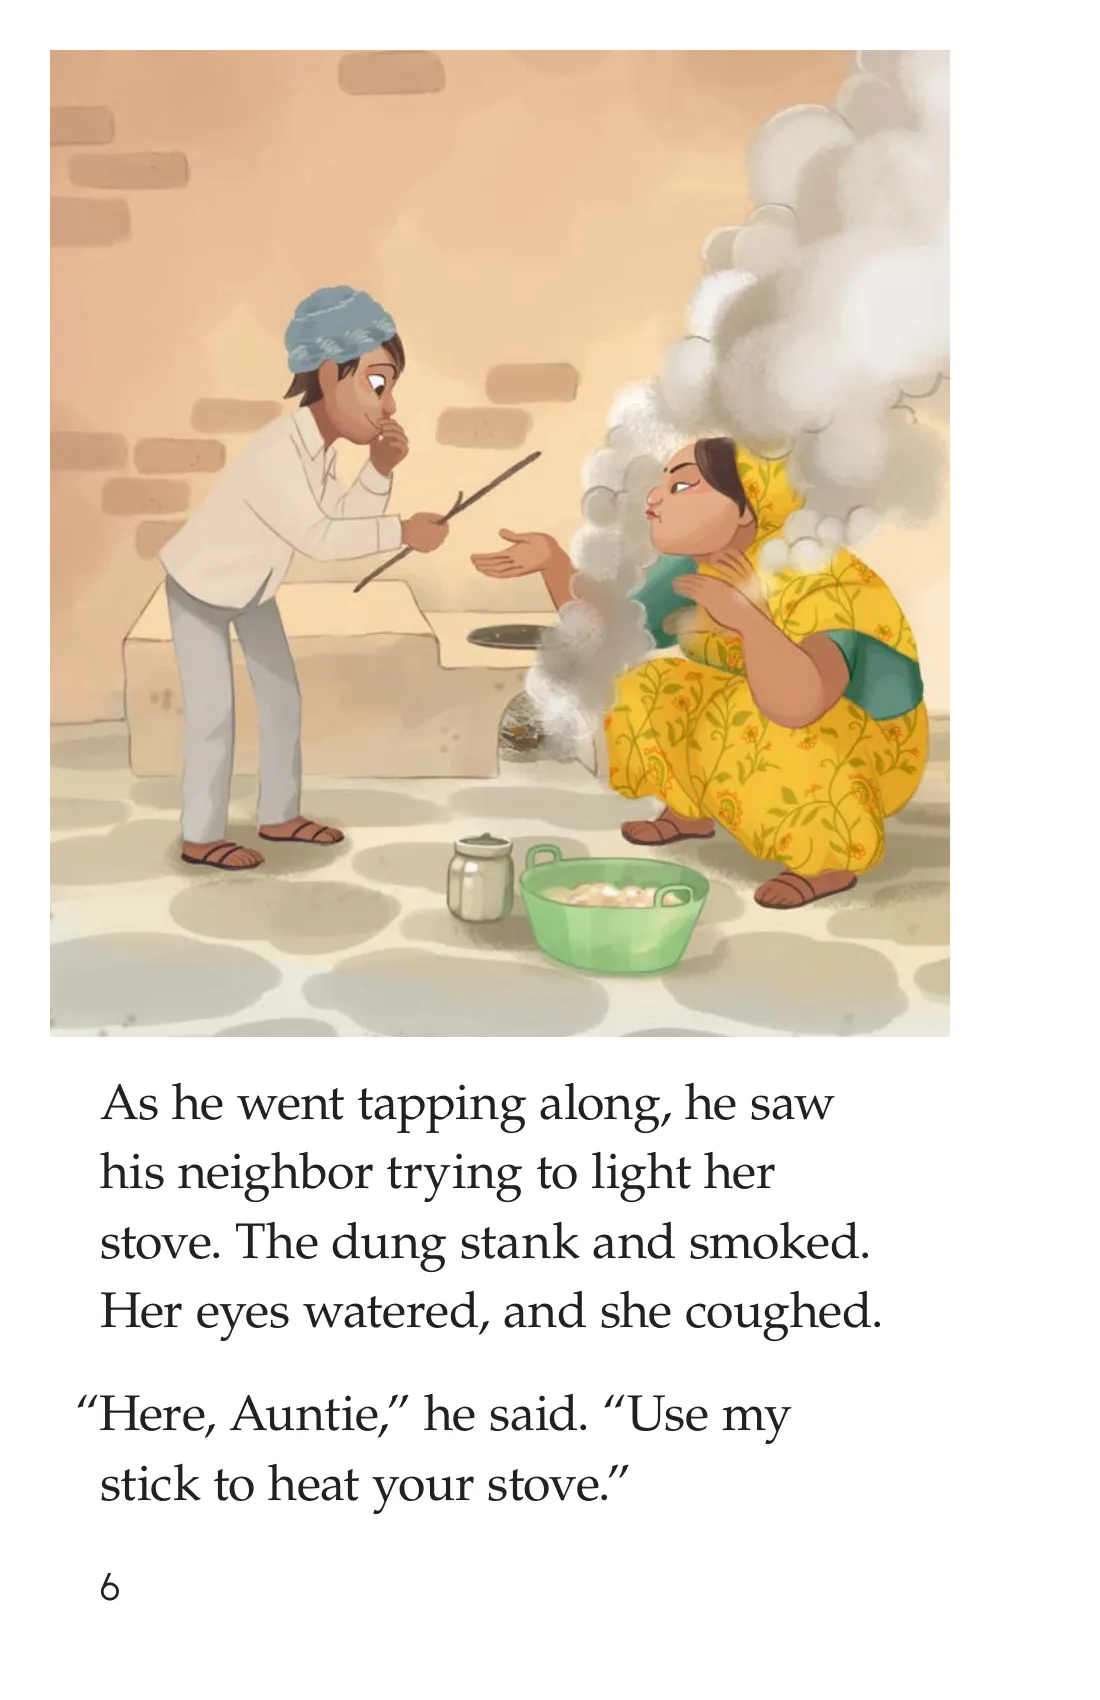 As he went tapping along, he saw
his neighbor trying to light her
stove. The dung stank and smoked.
Her eyes watered, and she coughed.
“Here, Auntie,” he said. “Use my
stick to heat your stove.”
6